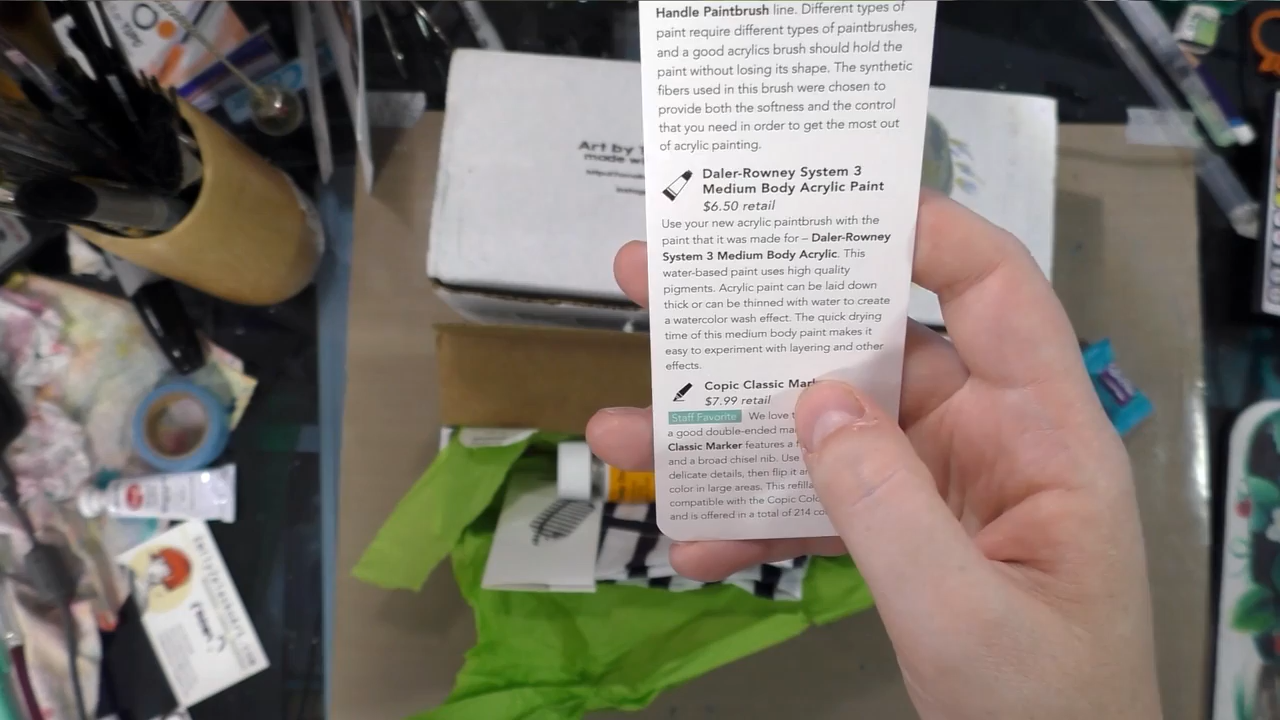 Handle Paintbrush line. Different types of
paint require different types of paintbrushes,
and a good acrylics brush should hold the
paint without losing its shape. The synthetic
fibers used in this brush were chosen to
provide both the softness and the control
that you need in order to get the most out
of acrylic painting.
Daler-Rowney System 3
Medium Body Acrylic Paint
$6.50 retail
Use your new acrylic paintbrush with the
paint that it was made for – Daler-Rowney
System 3 Medium Body Acrylic. This
water-based paint uses high quality
pigments. Acrylic paint can be laid down
thick or can be thinned with water to create
a watercolor wash effect. The quick drying
time of this medium body paint makes it
easy to experiment with layering and other
effects.
Copic Classic Mar
$7.99 retail
Staff Favorite We love
a good double-ended
Classic Marker features a
and a broad chisel nib. Use
delicate details, then flip it
color in large areas. This
compatible with the Copic
and is offered in a total of 214
Art by
made